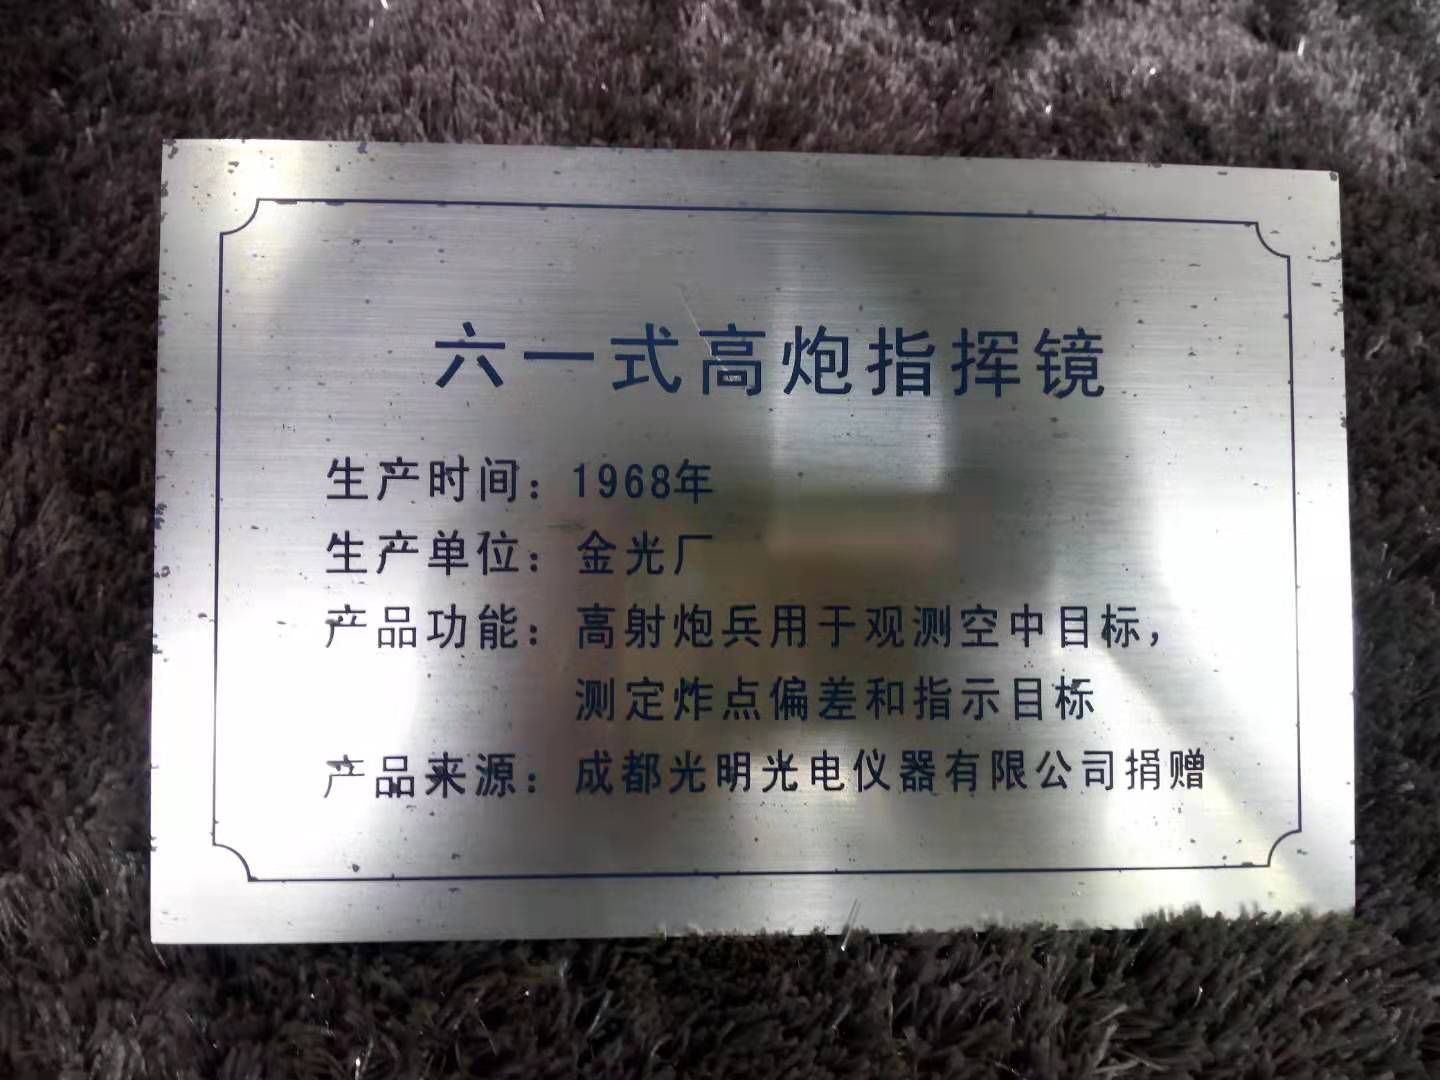 六一式高炮指挥镜
生产时间：1968年
生产单位：金光厂
产品功能：高射炮兵用于观测空中目标，
测定炸点偏差和指示目标
产品来源：成都光明光电仪器有限公司捐赠